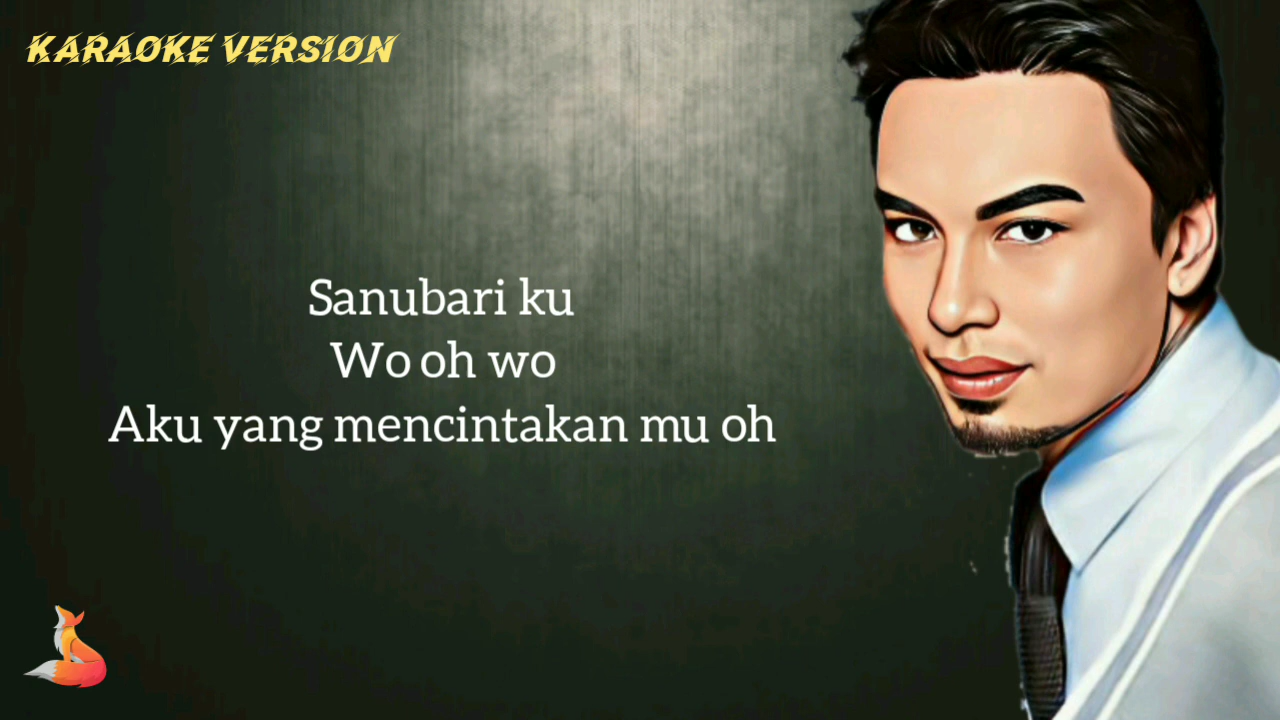 KARAOKE VERSION
Sanubari ku
Wo oh wo
Aku yang mencintakan mu oh